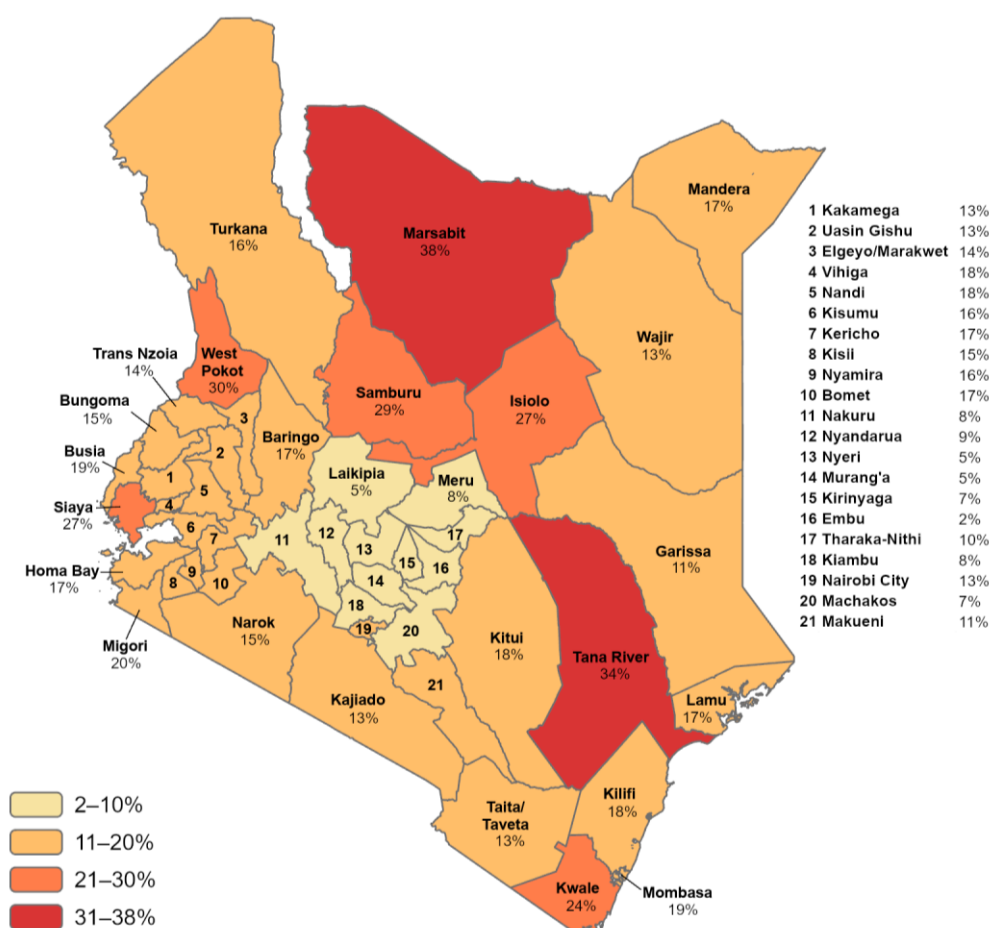 Mandera
17%
Turkana
16%
Marsabit
38%
Wajir
13%
Trans Nzoia
14%
West
Pokot
30%
Samburu
29%
Isiolo
27%
Bungoma
15%
3
Baringo
17%
2
Busia
19%
1
5
Laikipia
5%
Meru
8%
Siaya
27%
4
6
7
11
12
13
17
15
16
14
Garissa
11%
Homa Bay
17%
8
9
10
18
19
20
Narok
15%
Migori
20%
Kitui
18%
Tana River
34%
21
Kajiado
13%
Lamu
17%
Kilifi
18%
Taita/
Taveta
13%
Kwale
24%
Mombasa
19%
1 Kakamega 13%
2 Uasin Gishu 13%
3 Elgeyo/Marakwet 14%
4 Vihiga 18%
5 Nandi 18%
6 Kisumu 16%
7 Kericho 17%
8 Kisii 15%
9 Nyamira 16%
10 Bomet 17%
11 Nakuru 8%
12 Nyandarua 9%
13 Nyeri 5%
14 Murang'a 5%
15 Kirinyaga 7%
16 Embu 2%
17 Tharaka-Nithi 10%
18 Kiambu 8%
19 Nairobi City 13%
20 Machakos 7%
21 Makueni 11%
2–10%
11–20%
21–30%
31–38%